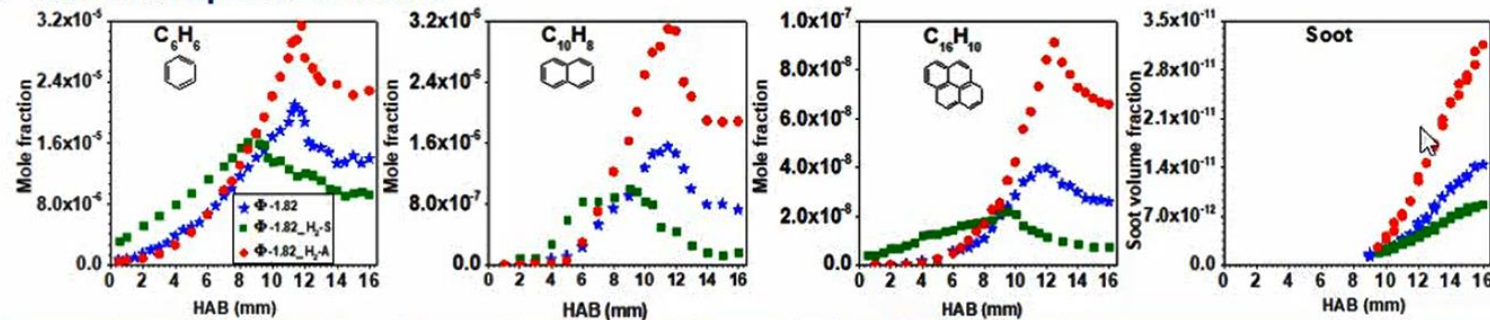 C6H6
3.2x10-5
2.4x10-5
1.6x10-5
8.0x10-6
0.0
Mole fraction
Φ-1.82
Φ-1.82_H2-S
Φ-1.82_H2-A
0 2 4 6 8 10 12 14 16
HAB (mm)
C10H8
3.2x10-6
2.4x10-6
1.6x10-6
8.0x10-7
0.0
Mole fraction
0 2 4 6 8 10 12 14 16
HAB (mm)
C16H10
1.0x10-7
8.0x10-8
6.0x10-8
4.0x10-8
2.0x10-8
0.0
Mole fraction
0 2 4 6 8 10 12 14 16
HAB (mm)
Soot
3.5x10-11
2.8x10-11
2.1x10-11
1.4x10-11
7.0x10-12
0.0
Soot volume fraction
0 2 4 6 8 10 12 14 16
HAB (mm)